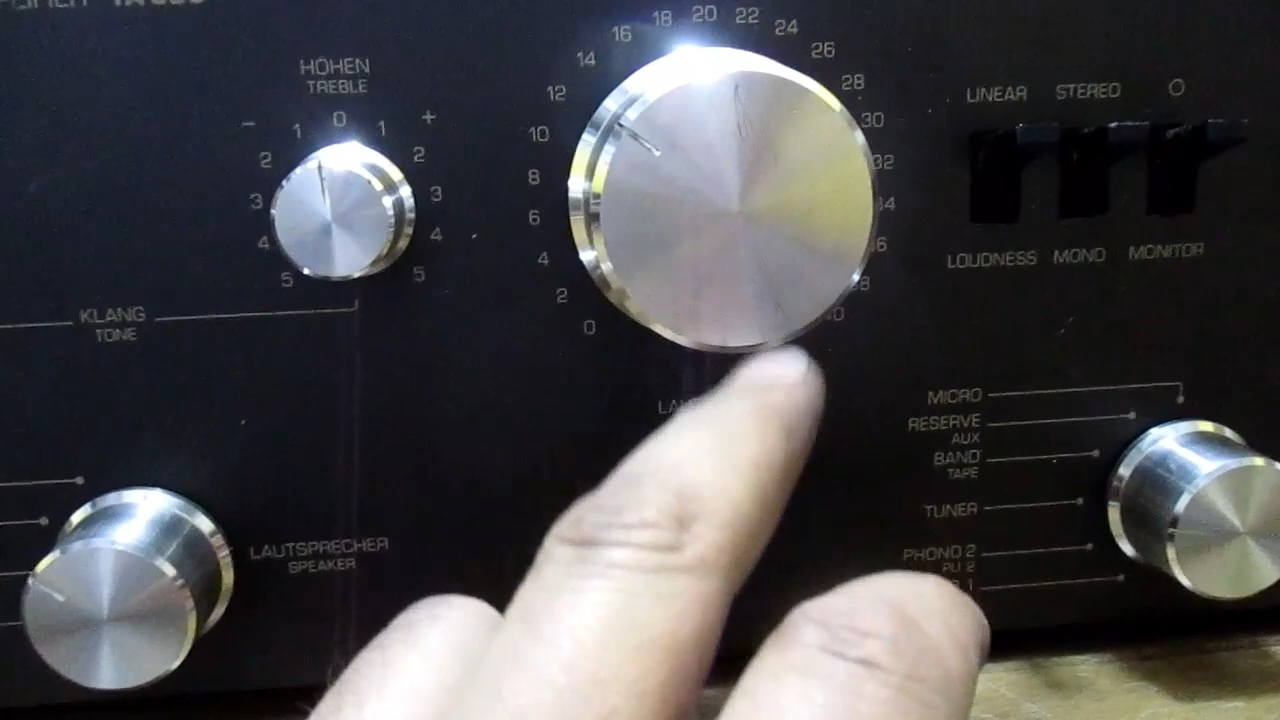 HÖHEN
TREBLE
- 1 0 1 +
2 2
3 3
4 4
5 5
KLANG
TONE
0 2 4 6 8 10 12 14 16 18 20 22 24 26 28 30 32
LINEAR STEREO O
LOUDNESS MONO MONITOR
MICRO
RESERVE
AUX
BAND
TAPE
TUNER
PHONO 2
LAUTSPRECHER
SPEAKER